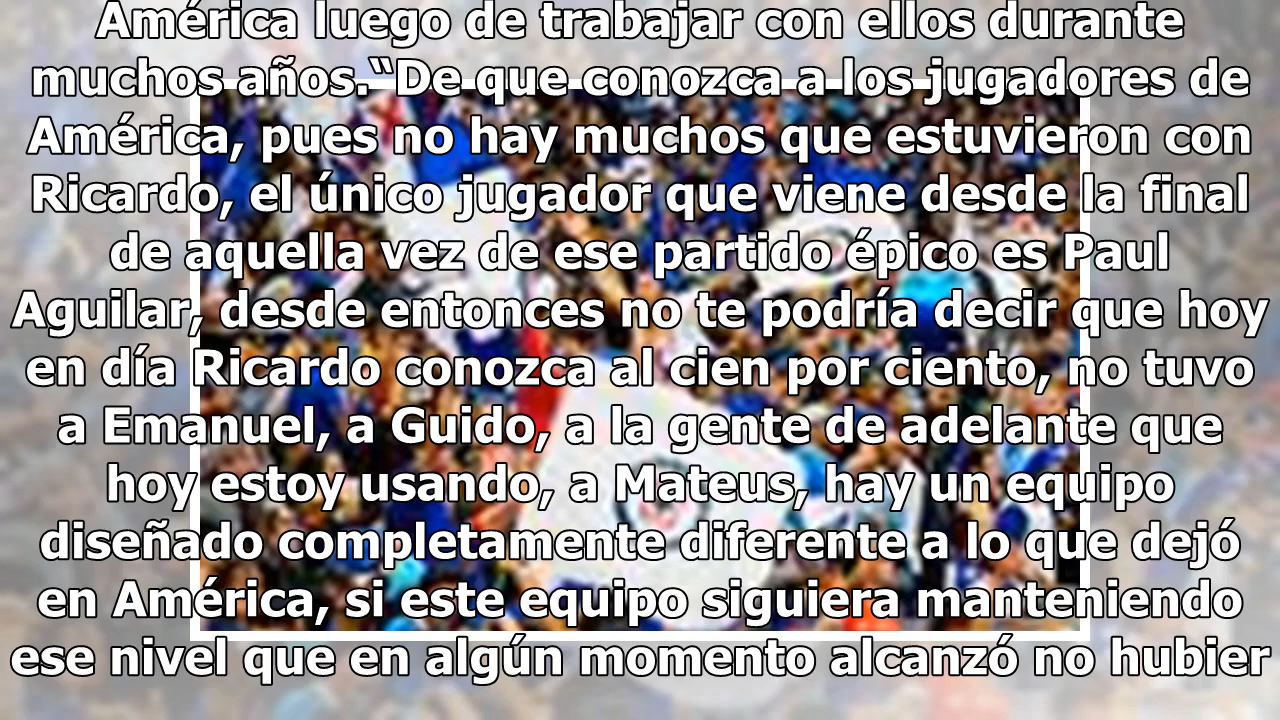 América luego de trabajar con ellos durante
muchos años.“De que conozca a los jugadores de
América, pues no hay muchos que estuvieron con
Ricardo, el único jugador que viene desde la final
de aquella vez de ese partido épico es Paul
Aguilar, desde entonces no te podría decir que hoy
en día Ricardo conozca al cien por ciento, no tuvo
a Emanuel, a Guido, a la gente de adelante que
hoy estoy usando, a Mateus, hay un equipo
diseñado completamente diferente a lo que dejó
en América, si este equipo siguiera manteniendo
ese nivel que en algún momento alcanzó no hubier